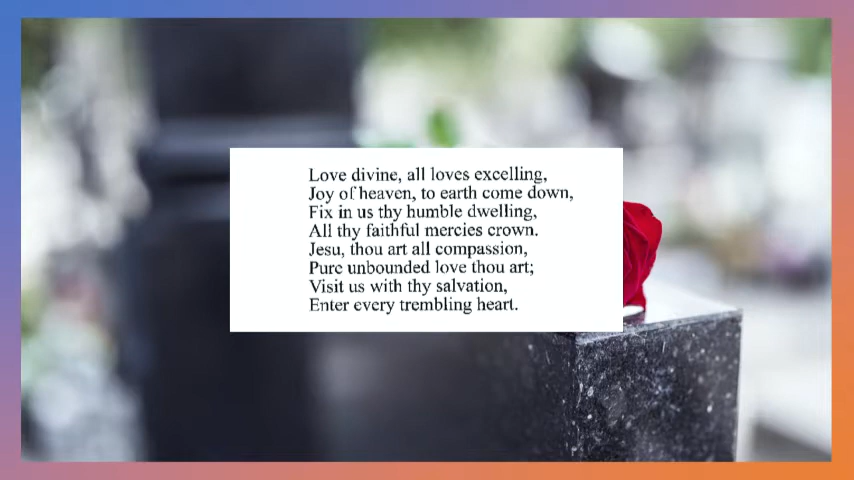 Love divine, all loves excelling,
Joy of heaven, to earth come down,
Fix in us thy humble dwelling,
All thy faithful mercies crown.
Jesu, thou art all compassion,
Pure unbounded love thou art;
Visit us with thy salvation,
Enter every trembling heart.